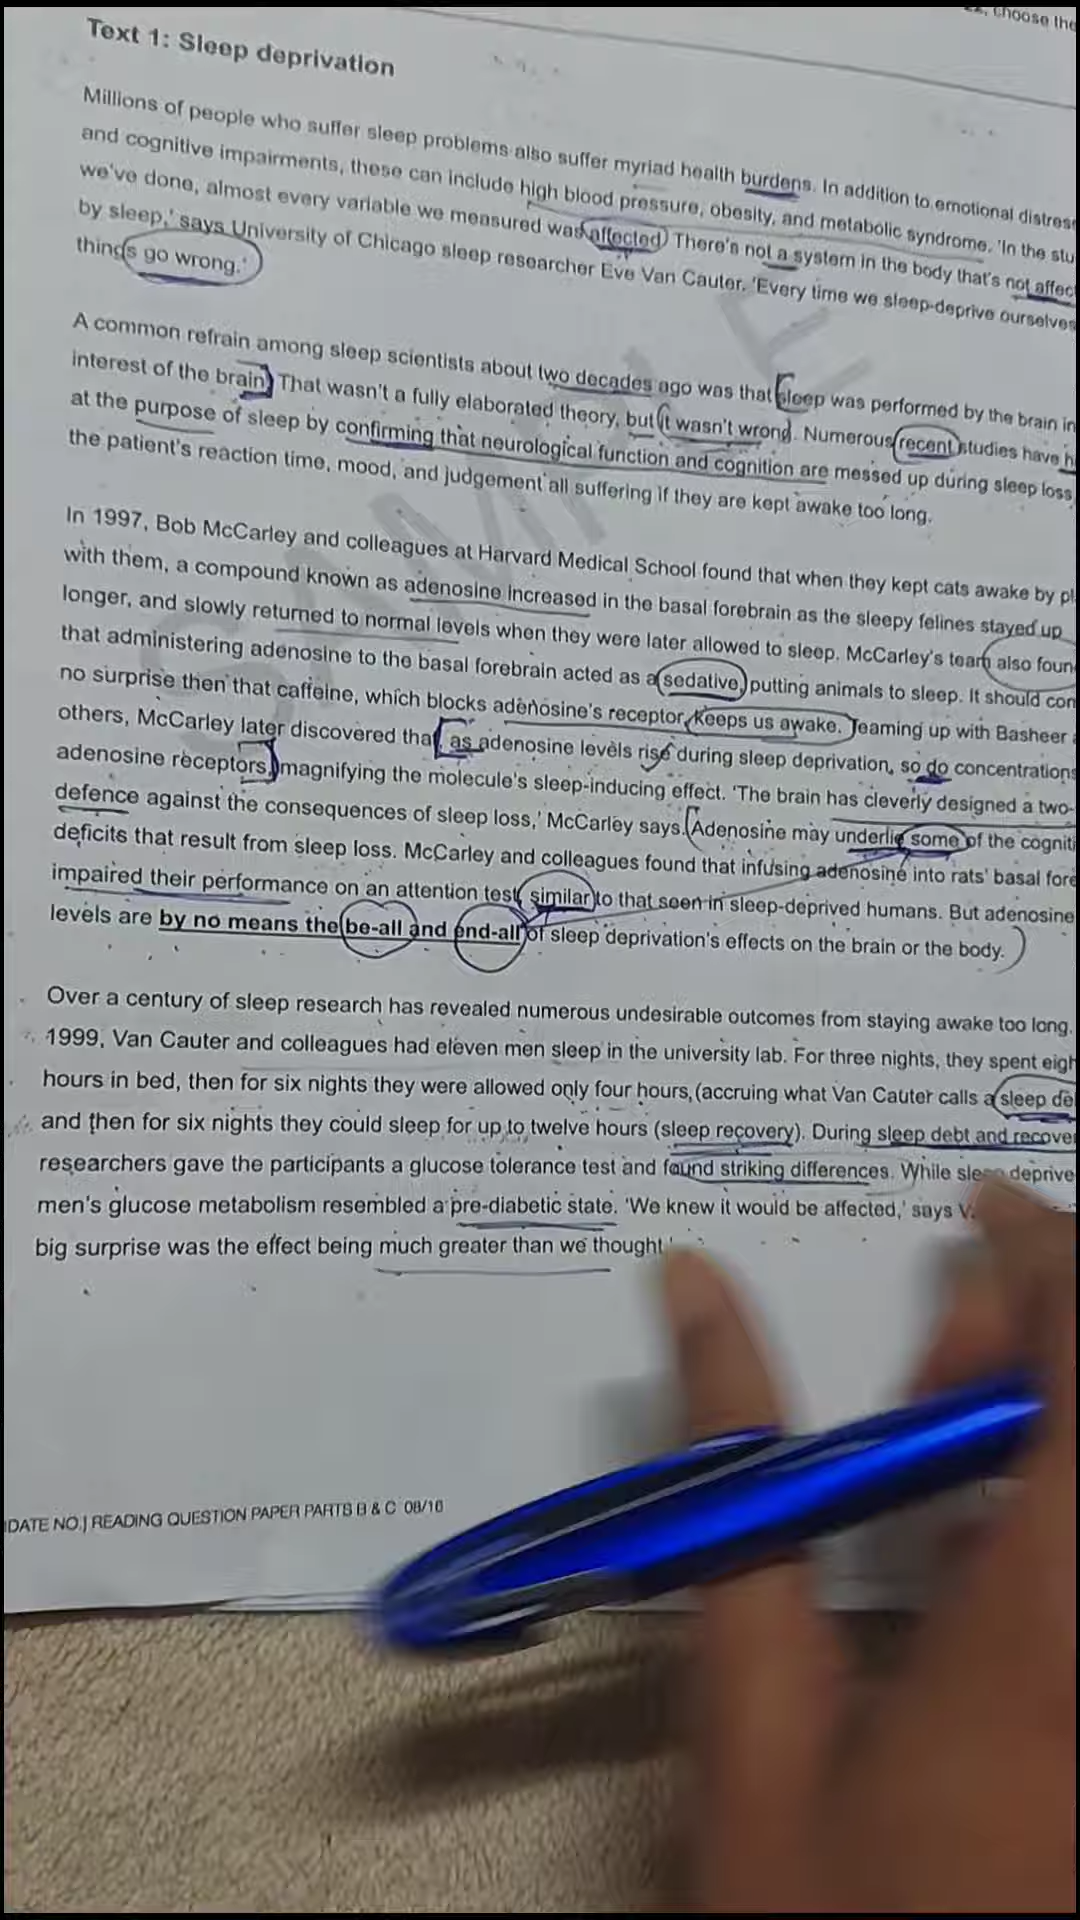 choose the
Text 1: Sleep deprivation
Millions of people who suffer sleep problems also suffer myriad health burdens. In addition to emotional distress
and cognitive impairments, these can include high blood pressure, obesity, and metabolic syndrome. 'In the stu
we've done, almost every variable we measured was affected. There's not a system in the body that's not affec
by sleep,' says University of Chicago sleep researcher Eve Van Cauter. 'Every time we sleep-deprive ourselves
things go wrong.'
A common refrain among sleep scientists about two decades ago was that sleep was performed by the brain in
interest of the brain. That wasn't a fully elaborated theory, but it wasn't wrong. Numerous recent studies have h
at the purpose of sleep by confirming that neurological function and cognition are messed up during sleep loss,
the patient's reaction time, mood, and judgement all suffering if they are kept awake too long.
In 1997, Bob McCarley and colleagues at Harvard Medical School found that when they kept cats awake by pl
with them, a compound known as adenosine increased in the basal forebrain as the sleepy felines stayed up
longer, and slowly returned to normal levels when they were later allowed to sleep. McCarley's team also foun
that administering adenosine to the basal forebrain acted as a sedative, putting animals to sleep. It should con
no surprise then that caffeine, which blocks adenosine's receptor, keeps us awake. Teaming up with Basheer a
others, McCarley later discovered that, as adenosine levels rise during sleep deprivation, so do concentrations
adenosine receptors, magnifying the molecule's sleep-inducing effect. 'The brain has cleverly designed a two-
defence against the consequences of sleep loss,' McCarley says. Adenosine may underlie some of the cogniti
deficits that result from sleep loss. McCarley and colleagues found that infusing adenosine into rats' basal fore
impaired their performance on an attention test, similar to that seen in sleep-deprived humans. But adenosine
levels are by no means the be-all and end-all of sleep deprivation's effects on the brain or the body.
Over a century of sleep research has revealed numerous undesirable outcomes from staying awake too long.
1999, Van Cauter and colleagues had eleven men sleep in the university lab. For three nights, they spent eigh
hours in bed, then for six nights they were allowed only four hours, (accruing what Van Cauter calls a sleep de
and then for six nights they could sleep for up to twelve hours (sleep recovery). During sleep debt and recover
researchers gave the participants a glucose tolerance test and found striking differences. While sleep deprive
men's glucose metabolism resembled a pre-diabetic state. 'We knew it would be affected,' says V
big surprise was the effect being much greater than we thought.'
IDATE NO.] READING QUESTION PAPER PARTS B & C 08/16
SAMPLE